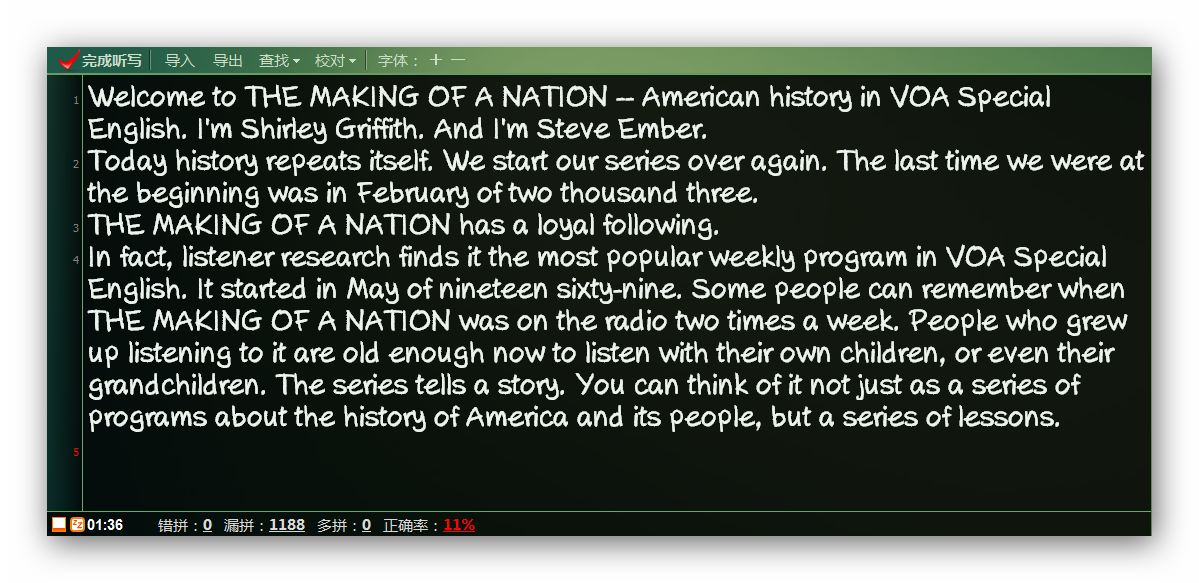 完成听写 导入 导出 查找 校对 字体： + —
1 Welcome to THE MAKING OF A NATION -- American history in VOA Special
English. I'm Shirley Griffith. And I'm Steve Ember.
2 Today history repeats itself. We start our series over again. The last time we were at
the beginning was in February of two thousand three.
3 THE MAKING OF A NATION has a loyal following.
4 In fact, listener research finds it the most popular weekly program in VOA Special
English. It started in May of nineteen sixty-nine. Some people can remember when
THE MAKING OF A NATION was on the radio two times a week. People who grew
up listening to it are old enough now to listen with their own children, or even their
grandchildren. The series tells a story. You can think of it not just as a series of
programs about the history of America and its people, but a series of lessons.
5
01:36 错拼：0 漏拼：1188 多拼：0 正确率：11%